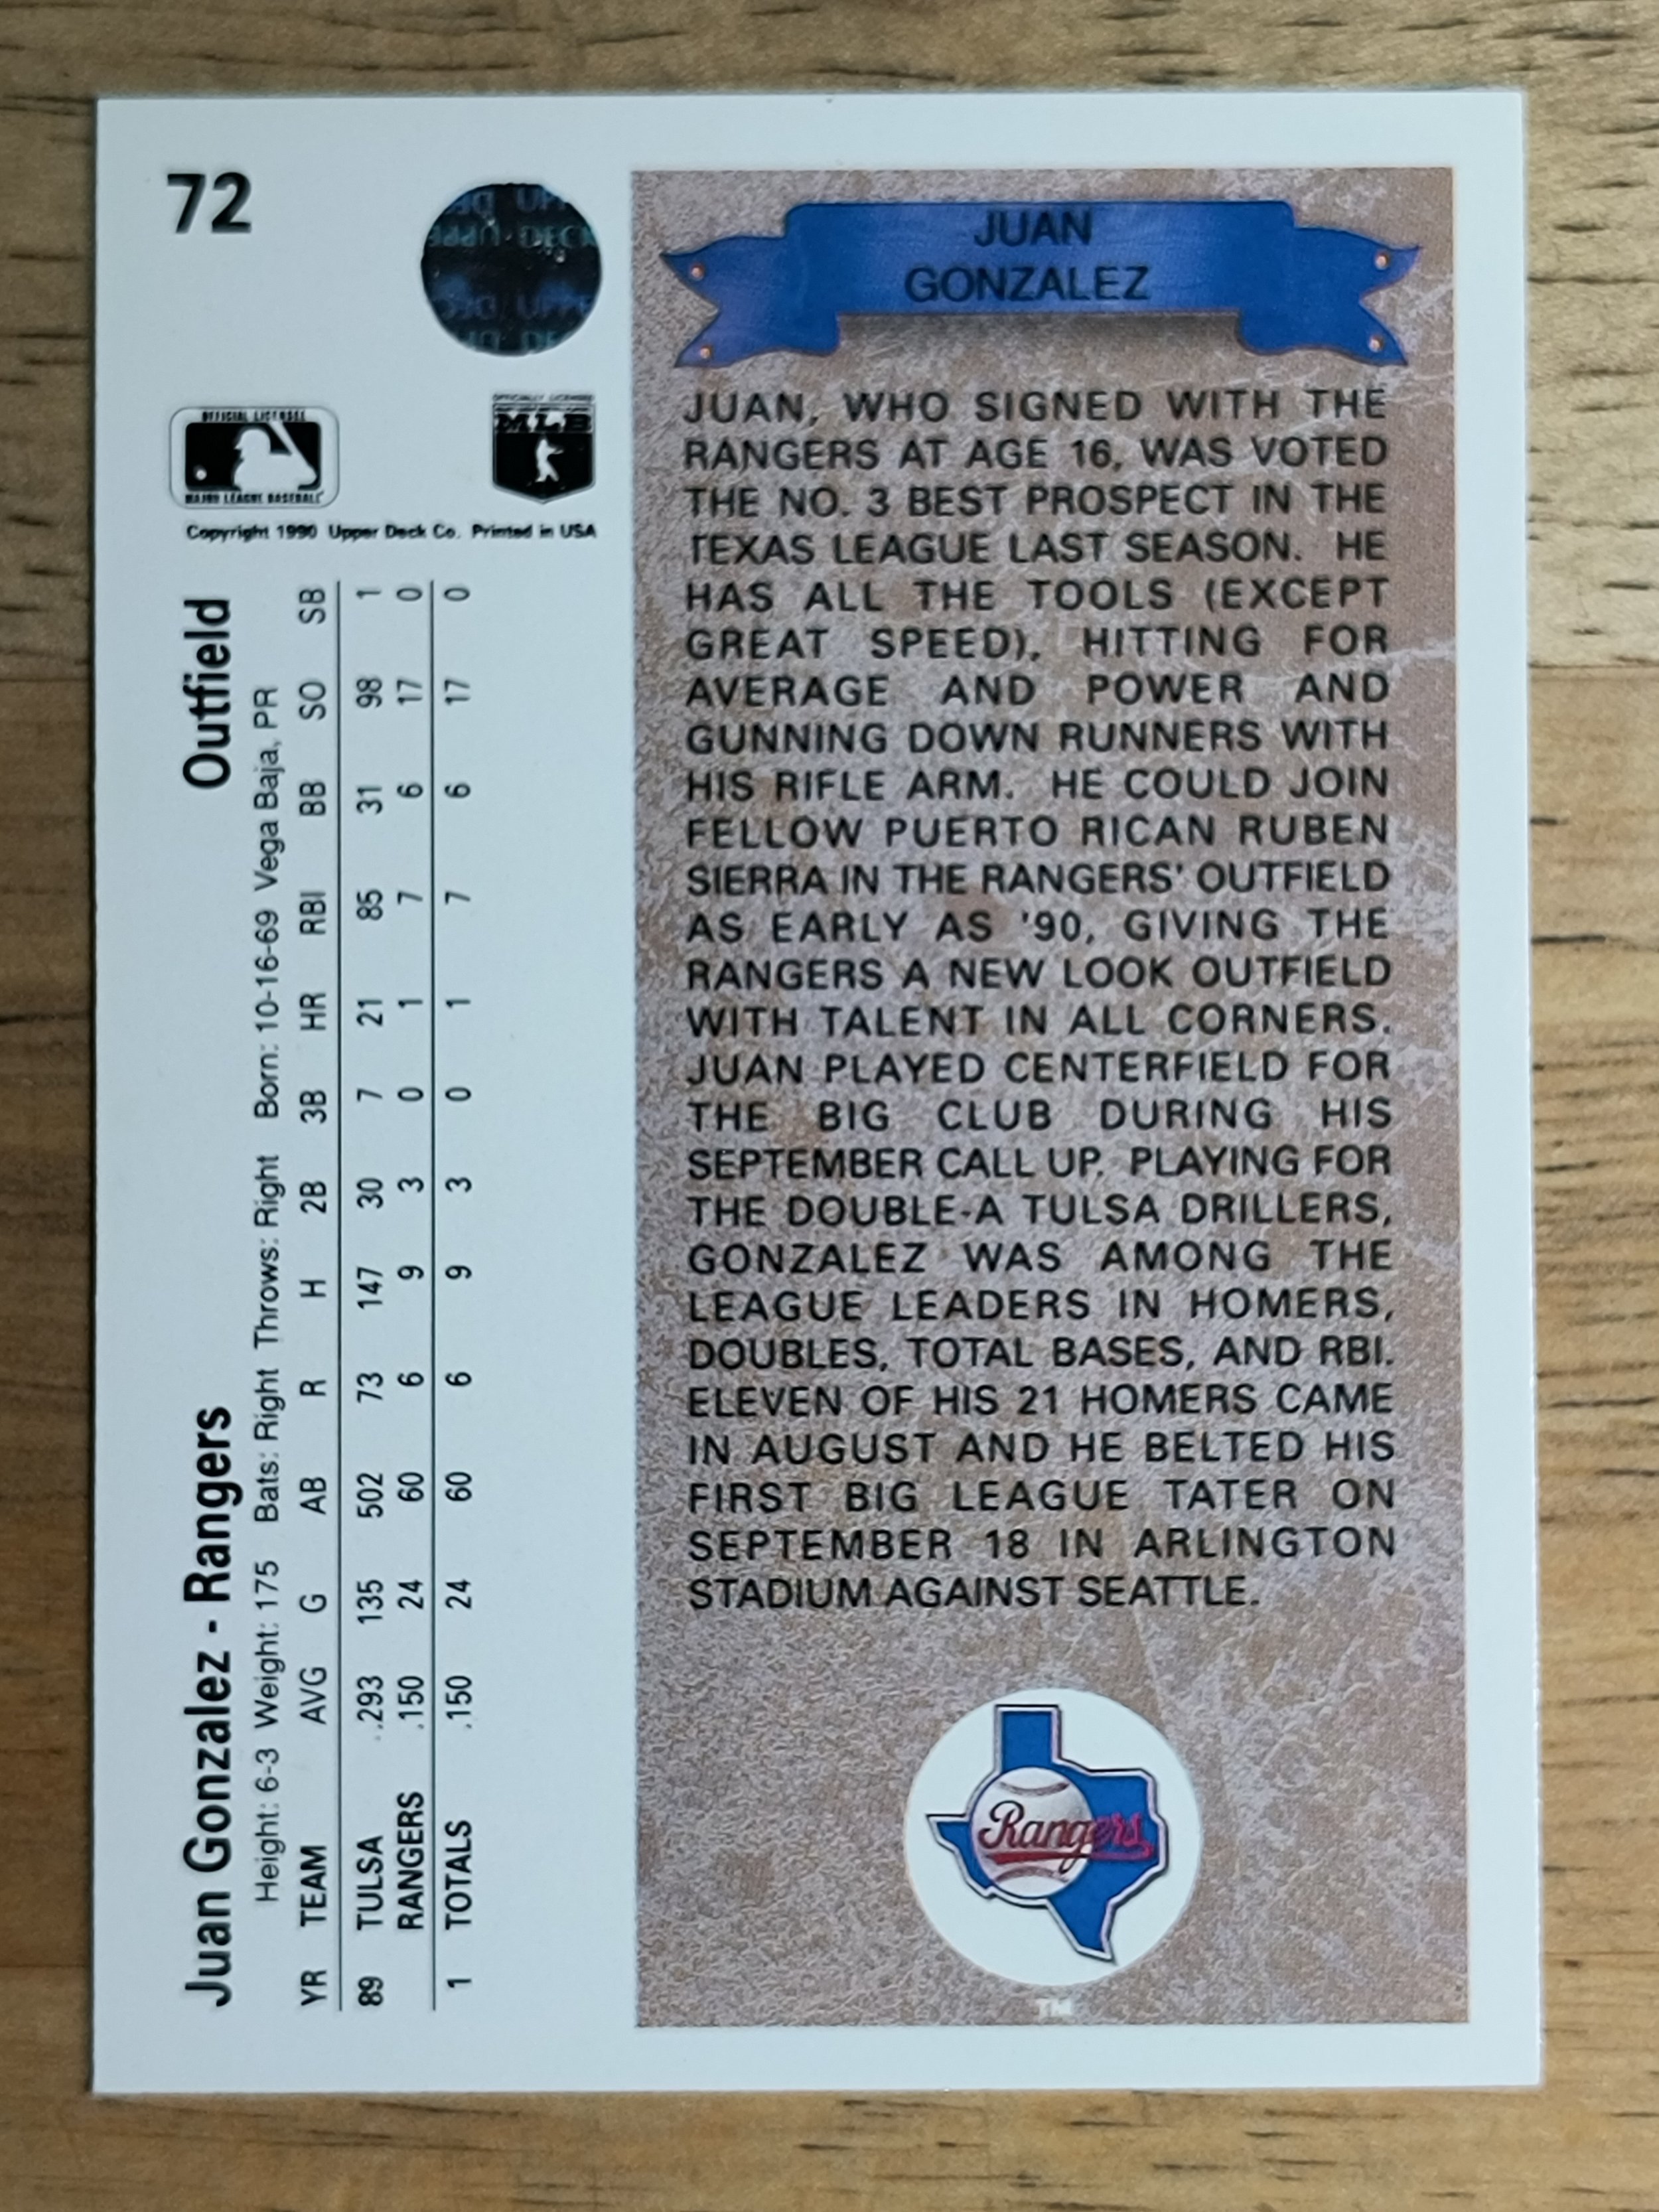 72
JUAN
GONZALEZ
JUAN, WHO SIGNED WITH THE
RANGERS AT AGE 16, WAS VOTED
THE NO. 3 BEST PROSPECT IN THE
TEXAS LEAGUE LAST SEASON. HE
HAS ALL THE TOOLS (EXCEPT
GREAT SPEED), HITTING FOR
AVERAGE AND POWER AND
GUNNING DOWN RUNNERS WITH
HIS RIFLE ARM. HE COULD JOIN
FELLOW PUERTO RICAN RUBEN
SIERRA IN THE RANGERS' OUTFIELD
AS EARLY AS '90, GIVING THE
RANGERS A NEW LOOK OUTFIELD
WITH TALENT IN ALL CORNERS.
JUAN PLAYED CENTERFIELD FOR
THE BIG CLUB DURING HIS
SEPTEMBER CALL UP. PLAYING FOR
THE DOUBLE-A TULSA DRILLERS,
GONZALEZ WAS AMONG THE
LEAGUE LEADERS IN HOMERS,
DOUBLES, TOTAL BASES, AND RBI.
ELEVEN OF HIS 21 HOMERS CAME
IN AUGUST AND HE BELTED HIS
FIRST BIG LEAGUE TATER ON
SEPTEMBER 18 IN ARLINGTON
STADIUM AGAINST SEATTLE.
Rangers
TM
OFFICIAL LICENSEE
MAJOR LEAGUE BASEBALL
OFFICIALLY LICENSED
MLB
Copyright 1990 Upper Deck Co. Printed in USA
Juan Gonzalez - Rangers Outfield
Height: 6-3 Weight: 175 Bats: Right Throws: Right Born: 10-16-69 Vega Baja, PR
YR TEAM AVG G AB R H 2B 3B HR RBI BB SO SB
89 TULSA .293 135 502 73 147 30 7 21 85 31 98 1
RANGERS .150 24 60 6 9 3 0 1 7 6 17 0
1 TOTALS .150 24 60 6 9 3 0 1 7 6 17 0